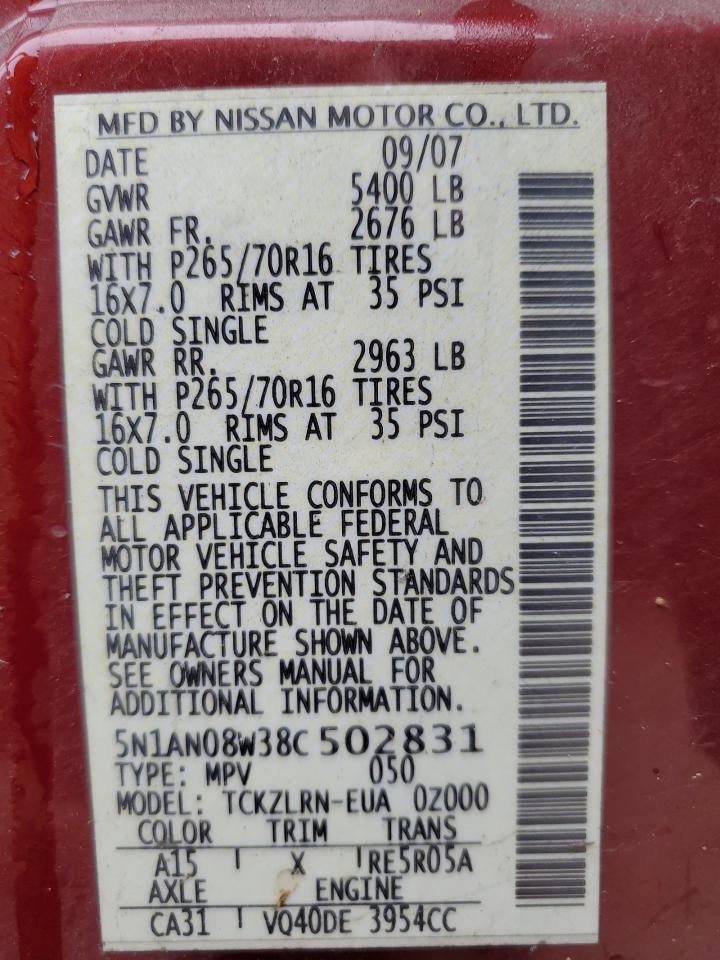 MFD BY NISSAN MOTOR CO., LTD.
DATE 09/07
GVWR 5400 LB
GAWR FR. 2676 LB
WITH P265/70R16 TIRES
16X7.0 RIMS AT 35 PSI
COLD SINGLE
GAWR RR. 2963 LB
WITH P265/70R16 TIRES
16X7.0 RIMS AT 35 PSI
COLD SINGLE
THIS VEHICLE CONFORMS TO
ALL APPLICABLE FEDERAL
MOTOR VEHICLE SAFETY AND
THEFT PREVENTION STANDARDS
IN EFFECT ON THE DATE OF
MANUFACTURE SHOWN ABOVE.
SEE OWNERS MANUAL FOR
ADDITIONAL INFORMATION.
5N1AN08W38C 502831
TYPE: MPV 050
MODEL: TCKZLRN-EUA 0Z000
COLOR TRIM TRANS
A15 X RE5R05A
AXLE ENGINE
CA31 VQ40DE 3954CC